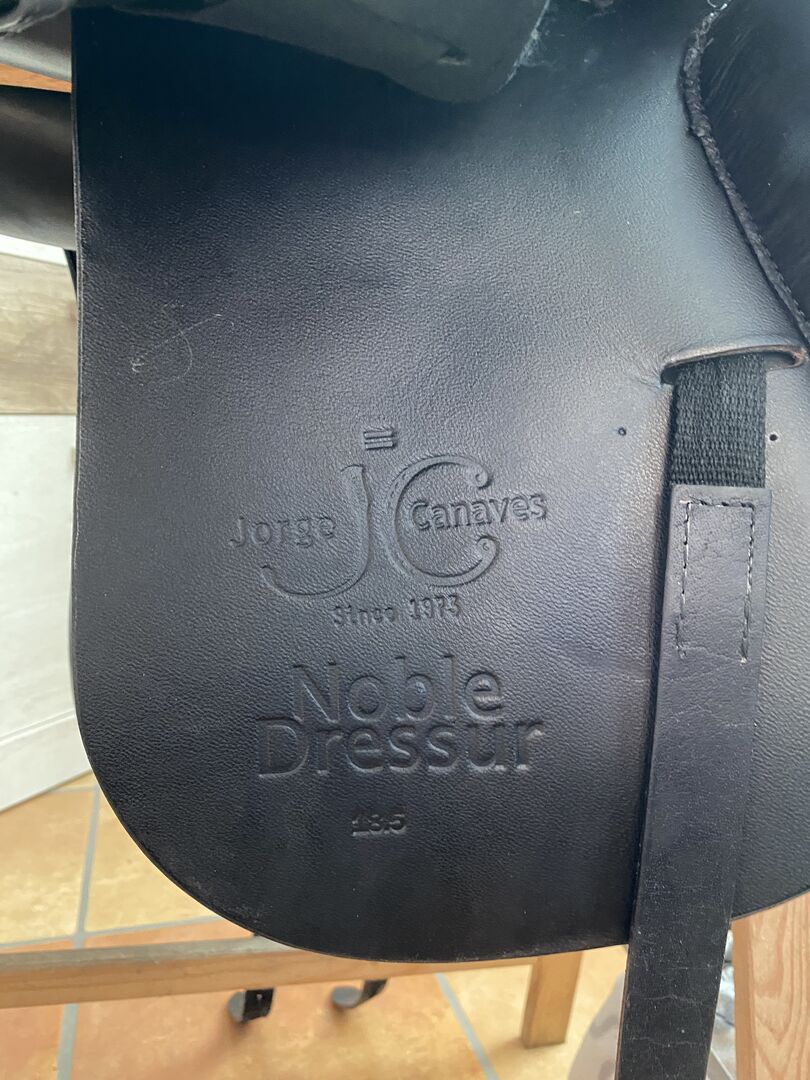 JC
Jorge Canaves
Since 1973
Noble
Dressur
18.5